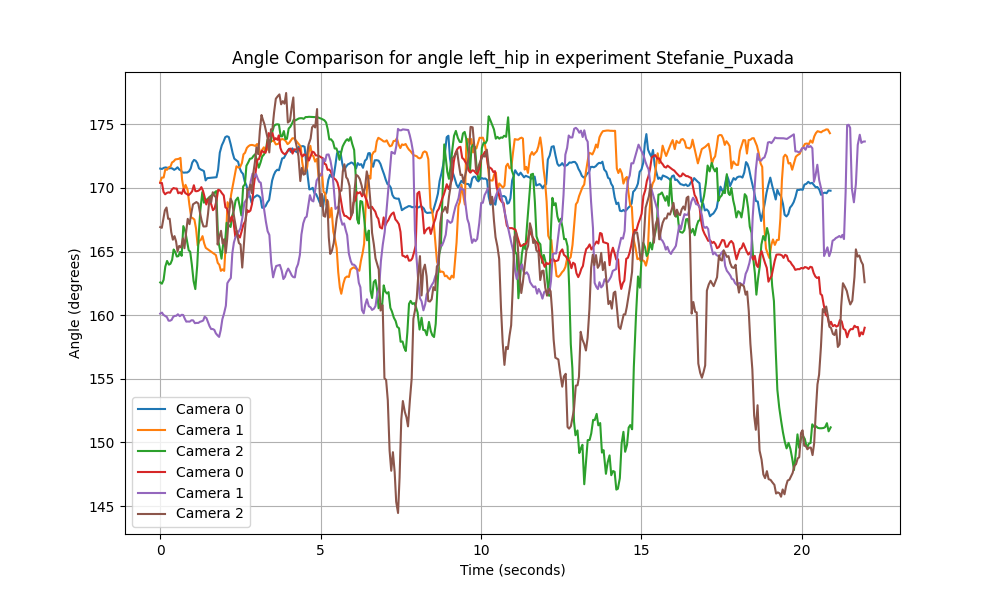 Angle Comparison for angle left_hip in experiment Stefanie_Puxada
Angle (degrees)
175
170
165
160
155
150
145
Camera 0
Camera 1
Camera 2
Camera 0
Camera 1
Camera 2
0 5 10 15 20
Time (seconds)